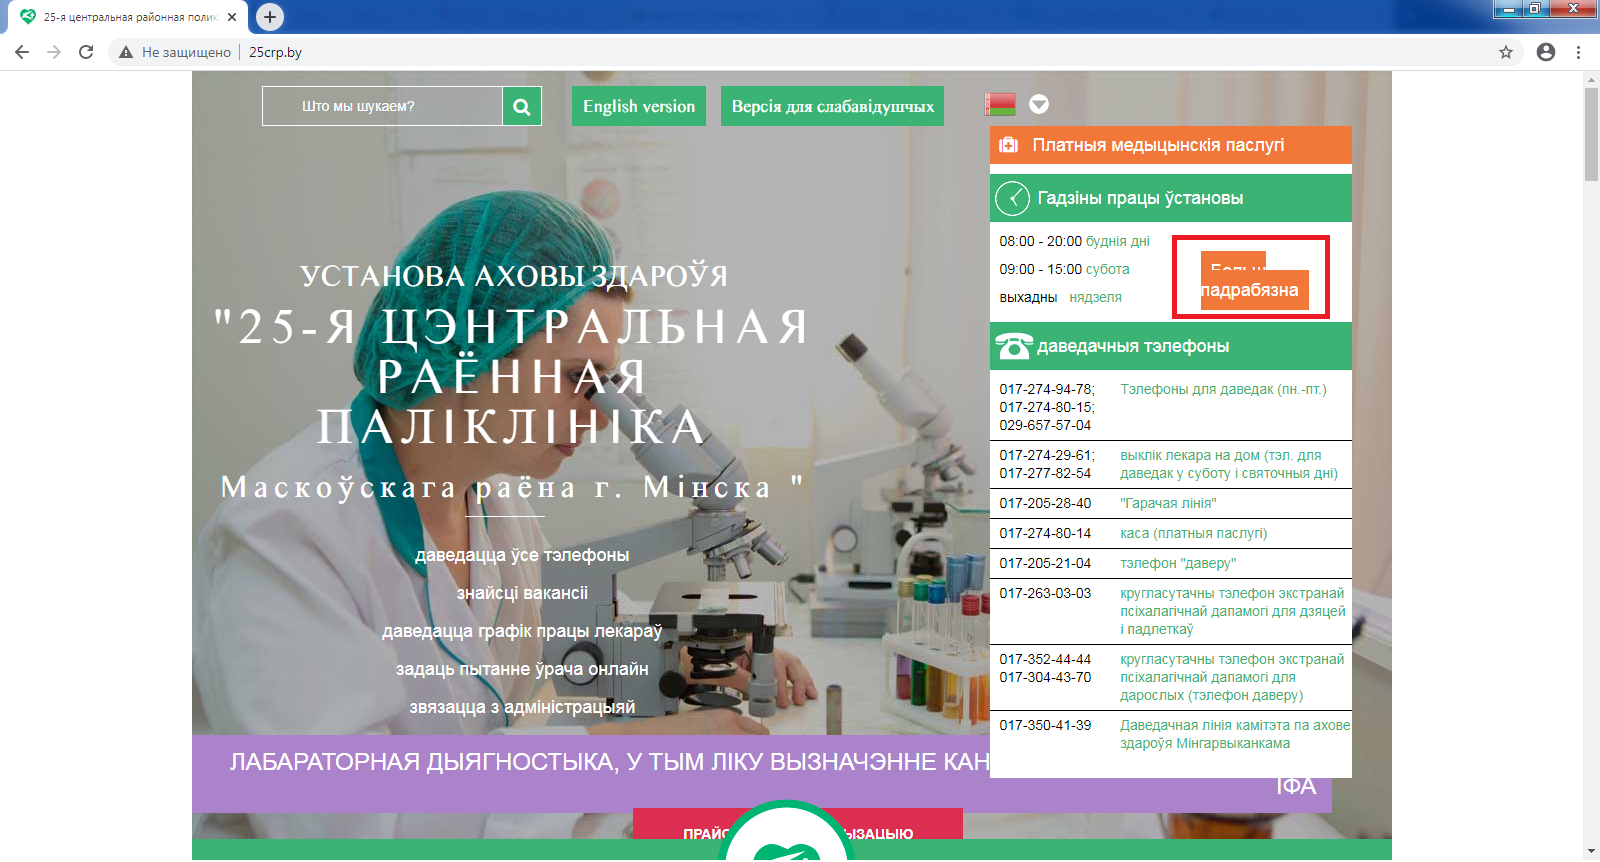 25-я центральная районная полик
Не защищено
25crp.by
Што мы шукаем?
English version
Версія для слабавідушчых
Платныя медыцынскія паслугі
Гадзіны працы ўстановы
08:00 - 20:00 буднія дні
09:00 - 15:00 субота
выхадны нядзеля
Больш
падрабязна
УСТАНОВА АХОВЫ ЗДАРОЎЯ
"25-Я ЦЭНТРАЛЬНАЯ
РАЁННАЯ
ПАЛІКЛІНІКА
Маскоўскага раёна г. Мінска "
даведацца ўсе тэлефоны
знайсці вакансіі
даведацца графік працы лекараў
задаць пытанне ўрача онлайн
звязацца з адміністрацыяй
даведачныя тэлефоны
017-274-94-78; Тэлефоны для даведак (пн.-пт.)
017-274-80-15;
029-657-57-04
017-274-29-61; выклік лекара на дом (тэл. для
017-277-82-54 даведак у суботу і святочныя дні)
017-205-28-40 "Гарачая лінія"
017-274-80-14 каса (платныя паслугі)
017-205-21-04 тэлефон "даверу"
017-263-03-03 кругласутачны тэлефон экстранай
псіхалагічнай дапамогі для дзяцей
і падлеткаў
017-352-44-44 кругласутачны тэлефон экстранай
017-304-43-70 псіхалагічнай дапамогі для
дарослых (тэлефон даверу)
017-350-41-39 Даведачная лінія камітэта па ахове
здароўя Мінгарвыканкама
ЛАБАРАТОРНАЯ ДЫЯГНОСТЫКА, У ТЫМ ЛІКУ ВЫЗНАЧЭННЕ КАН
ІФА